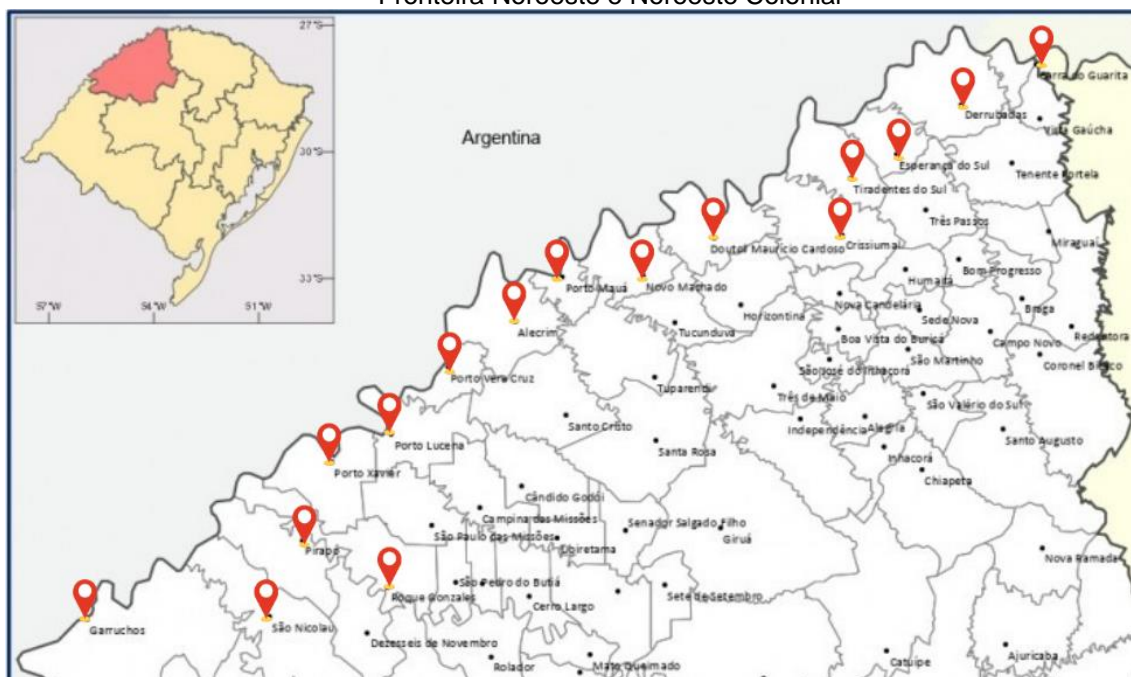 Fronteira Noroeste e Noroeste Colonial
27°S
30°S
33°S
57°W
54°W
51°W
Argentina
Barra do Guarita
Derrubadas
Vista Gaúcha
Esperança do Sul
Tenente Portela
Tiradentes do Sul
Três Passos
Miraguaí
Doutor Maurício Cardoso
Crissiumal
Bom Progresso
Humaitá
Porto Mauá
Novo Machado
Nova Candelária
Braga
Horizontina
Sede Nova
Alecrim
Tucunduva
Boa Vista do Buricá
Campo Novo
Redentora
São Martinho
Coronel Bicaco
São José do Inhacorá
Porto Vera Cruz
Tuparendi
Três de Maio
São Valério do Sul
Santo Cristo
Independência
Alegria
Santo Augusto
Porto Lucena
Santa Rosa
Inhacorá
Porto Xavier
Chiapeta
Cândido Godói
Campina das Missões
Senador Salgado Filho
São Paulo das Missões
Ubiretama
Giruá
Pirapó
Nova Ramada
São Pedro do Butiá
Roque Gonzales
Cerro Largo
Sete de Setembro
Garruchos
São Nicolau
Dezesseis de Novembro
Rolador
Mato Queimado
Catuípe
Ajuricaba